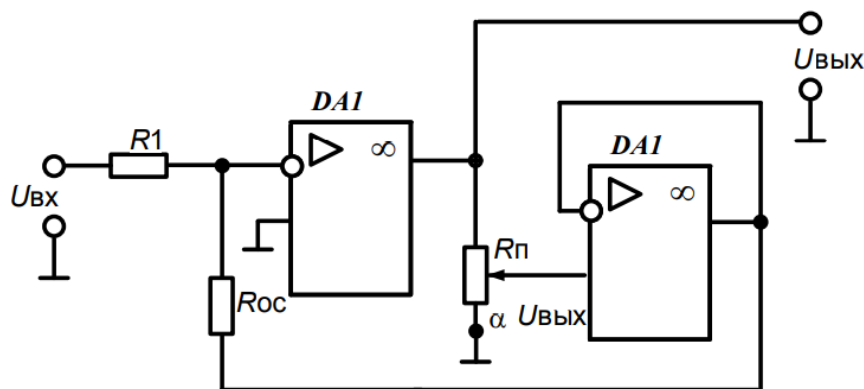 DA1
∞
R1
Uвх
Rос
Uвых
DA1
∞
Rп
α Uвых